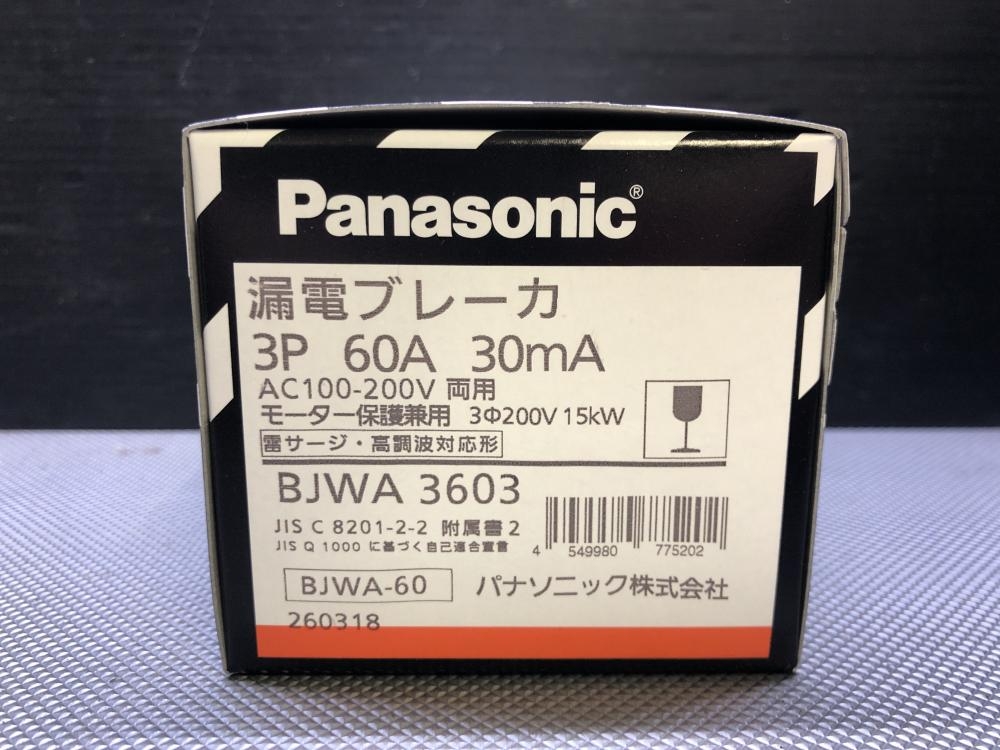 Panasonic®
漏電ブレーカ
3P 60A 30mA
AC100-200V 両用
モーター保護兼用 3Φ200V 15kW
雷サージ・高調波対応形
BJWA 3603
JIS C 8201-2-2 附属書2
JIS Q 1000 に基づく自己適合宣言
4 549980 775202
BJWA-60 パナソニック株式会社
260318